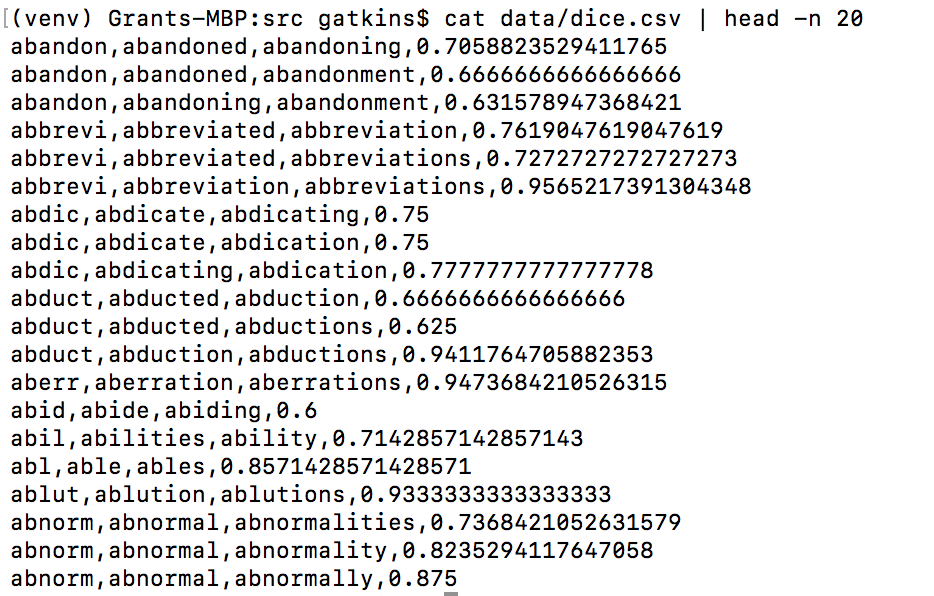 (venv) Grants-MBP:src gatkins$ cat data/dice.csv | head -n 20
abandon,abandoned,abandoning,0.7058823529411765
abandon,abandoned,abandonment,0.6666666666666666
abandon,abandoning,abandonment,0.631578947368421
abbrevi,abbreviated,abbreviation,0.7619047619047619
abbrevi,abbreviated,abbreviations,0.7272727272727273
abbrevi,abbreviation,abbreviations,0.9565217391304348
abdic,abdicate,abdicating,0.75
abdic,abdicate,abdication,0.75
abdic,abdicating,abdication,0.7777777777777778
abduct,abducted,abduction,0.6666666666666666
abduct,abducted,abductions,0.625
abduct,abduction,abductions,0.9411764705882353
aberr,aberration,aberrations,0.9473684210526315
abid,abide,abiding,0.6
abil,abilities,ability,0.7142857142857143
abl,able,ables,0.8571428571428571
ablut,ablution,ablutions,0.9333333333333333
abnorm,abnormal,abnormalities,0.7368421052631579
abnorm,abnormal,abnormality,0.8235294117647058
abnorm,abnormal,abnormally,0.875